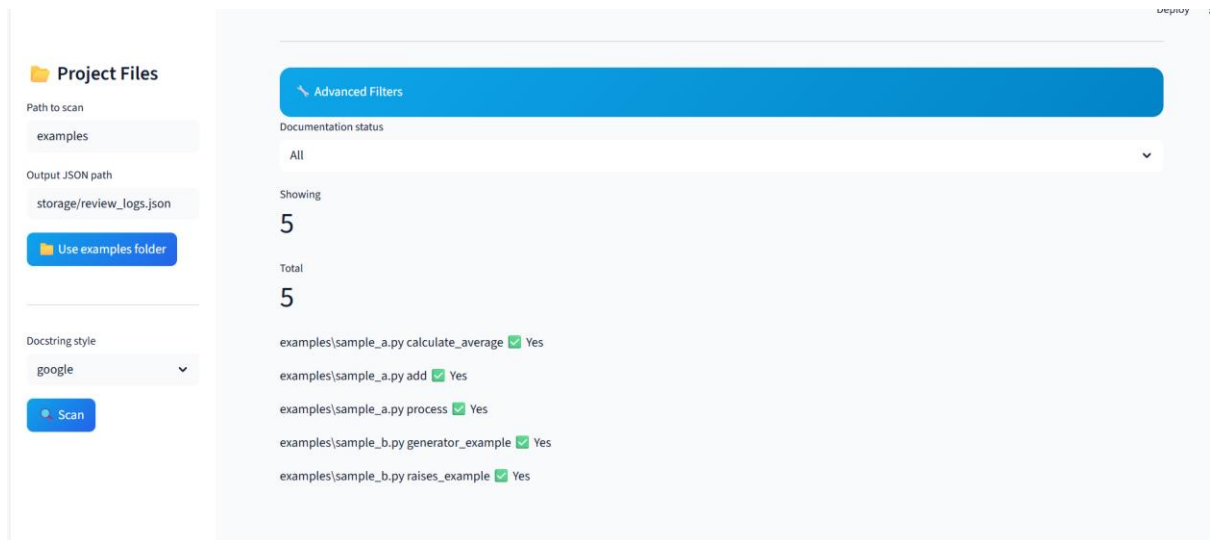 Deploy
Project Files
Path to scan
examples
Output JSON path
storage/review_logs.json
Use examples folder
Docstring style
google
Scan
Advanced Filters
Documentation status
All
Showing
5
Total
5
examples\sample_a.py calculate_average ✅ Yes
examples\sample_a.py add ✅ Yes
examples\sample_a.py process ✅ Yes
examples\sample_b.py generator_example ✅ Yes
examples\sample_b.py raises_example ✅ Yes